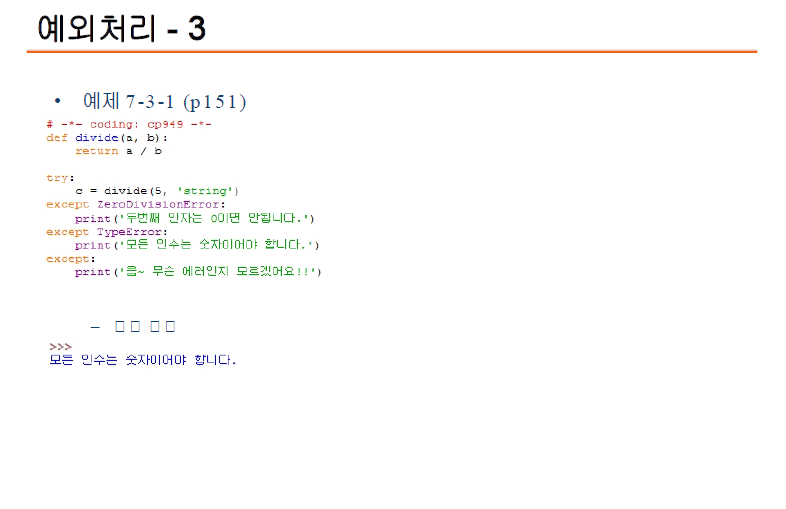 예외처리 - 3
• 예제 7-3-1 (p151)
# -*- coding: cp949 -*-
def divide(a, b):
    return a / b
try:
    c = divide(5, 'string')
except ZeroDivisionError:
    print('두번째 인자는 0이면 안됩니다.')
except TypeError:
    print('모든 인수는 숫자이어야 합니다.')
except:
    print('음~ 무슨 에러인지 모르겠어요!!')
–
>>>
모든 인수는 숫자이어야 합니다.